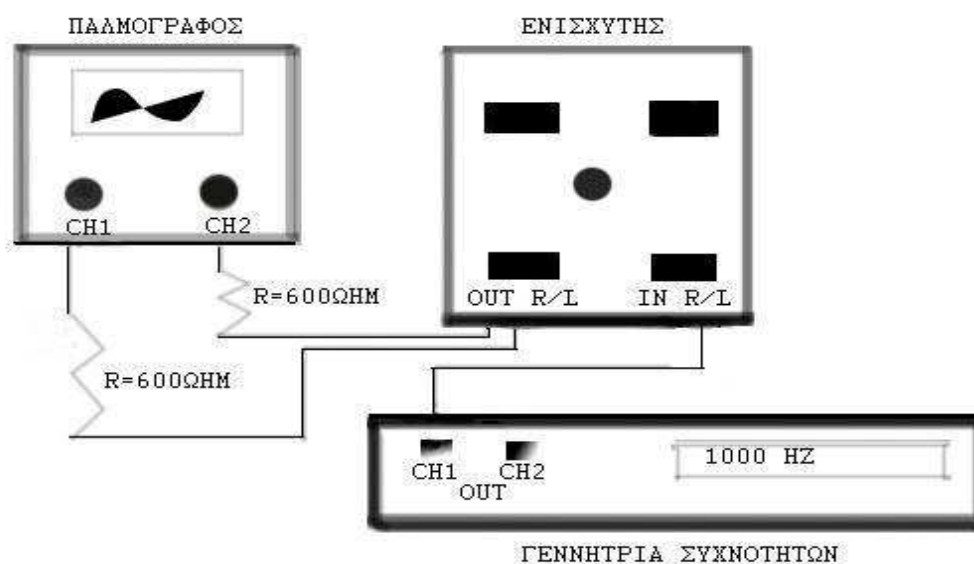 ΠΑΛΜΟΓΡΑΦΟΣ
ΕΝΙΣΧΥΤΗΣ
CH1
CH2
R=600ΩHM
OUT R/L
IN R/L
R=600ΩHM
CH1
CH2
OUT
1000 HZ
ΓΕΝΝΗΤΡΙΑ ΣΥΧΝΟΤΗΤΩΝ